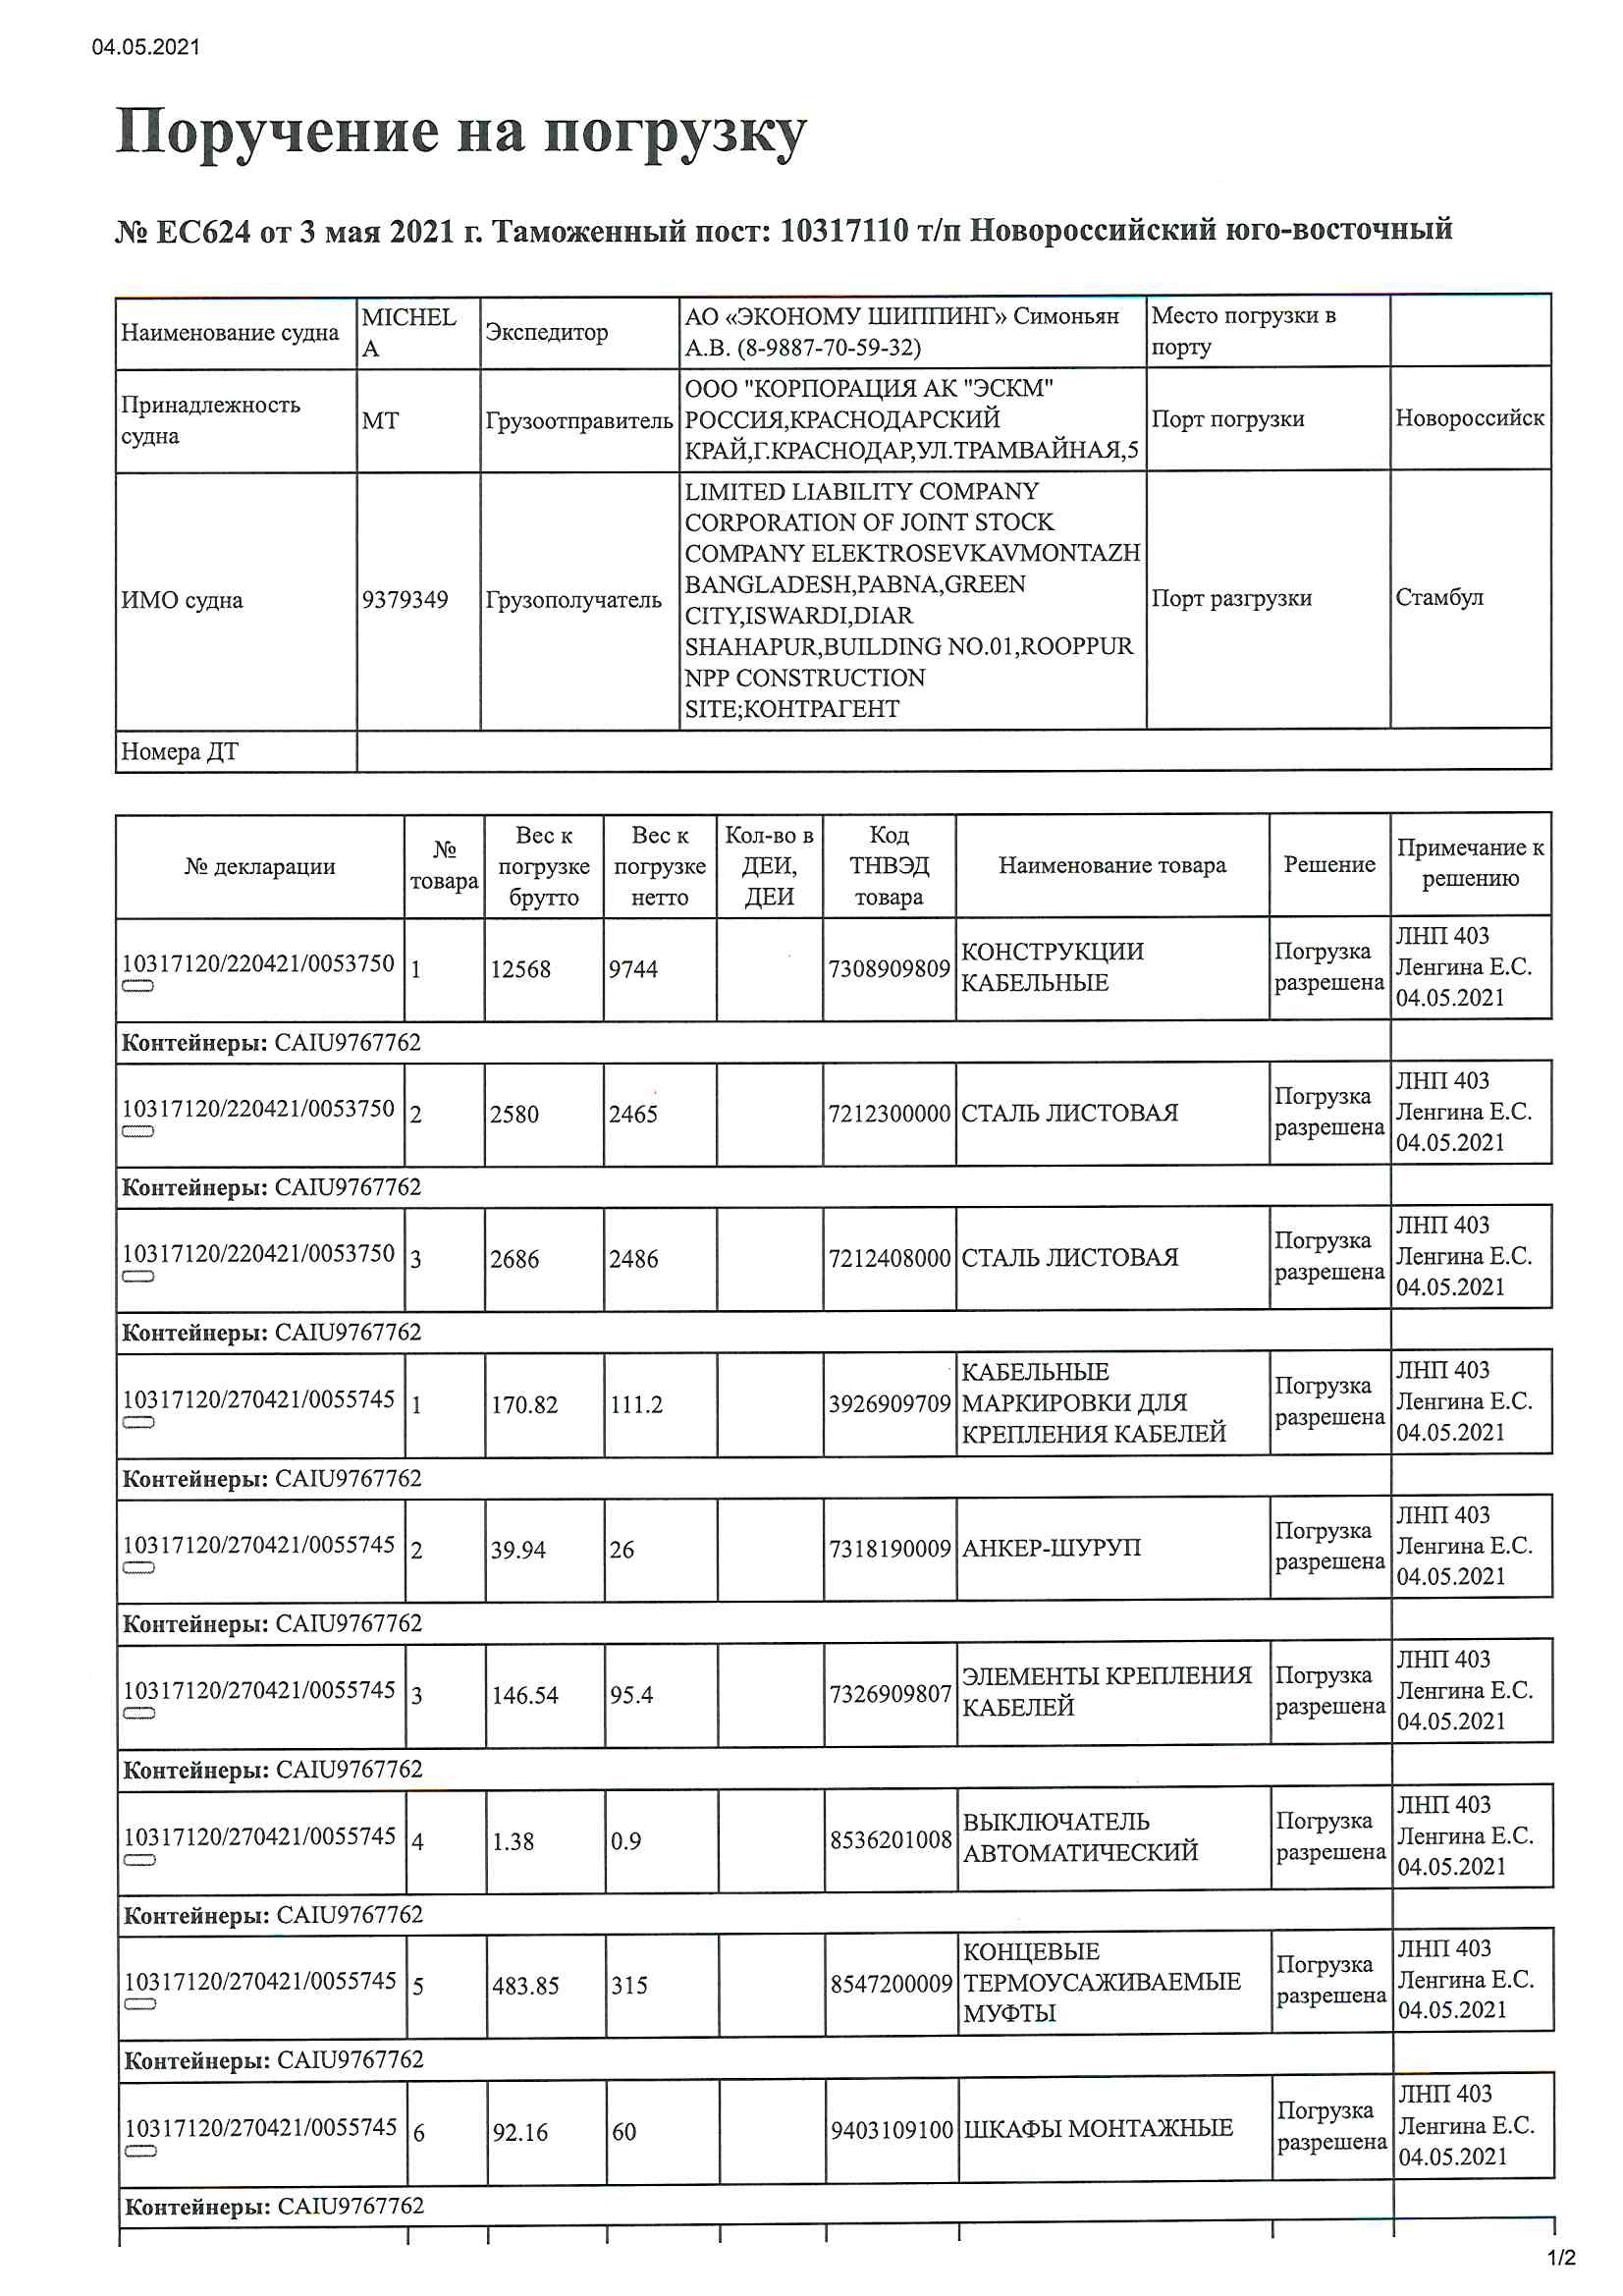 04.05.2021
Поручение на погрузку
№ ЕС624 от 3 мая 2021 г. Таможенный пост: 10317110 т/п Новороссийский юго-восточный
Наименование судна
MICHEL
A
Экспедитор
АО «ЭКОНОМУ ШИППИНГ» Симоньян
А.В. (8-9887-70-59-32)
Место погрузки в
порту
Принадлежность
судна
MT
Грузоотправитель
ООО "КОРПОРАЦИЯ АК "ЭСКМ"
РОССИЯ,КРАСНОДАРСКИЙ
КРАЙ,Г.КРАСНОДАР,УЛ.ТРАМВАЙНАЯ,5
Порт погрузки
Новороссийск
ИМО судна
9379349
Грузополучатель
LIMITED LIABILITY COMPANY
CORPORATION OF JOINT STOCK
COMPANY ELEKTROSEVKAVMONTAZH
BANGLADESH,PABNA,GREEN
CITY,ISWARDI,DIAR
SHAHAPUR,BUILDING NO.01,ROOPPUR
NPP CONSTRUCTION
SITE;КОНТРАГЕНТ
Порт разгрузки
Стамбул
Номера ДТ
№ декларации
№
товара
Вес к
погрузке
брутто
Вес к
погрузке
нетто
Кол-во в
ДЕИ,
ДЕИ
Код
ТНВЭД
товара
Наименование товара
Решение
Примечание к
решению
10317120/220421/0053750
1
12568
9744
7308909809
КОНСТРУКЦИИ
КАБЕЛЬНЫЕ
Погрузка
разрешена
ЛНП 403
Ленгина Е.С.
04.05.2021
Контейнеры: CAIU9767762
10317120/220421/0053750
2
2580
2465
7212300000
СТАЛЬ ЛИСТОВАЯ
Погрузка
разрешена
ЛНП 403
Ленгина Е.С.
04.05.2021
Контейнеры: CAIU9767762
10317120/220421/0053750
3
2686
2486
7212408000
СТАЛЬ ЛИСТОВАЯ
Погрузка
разрешена
ЛНП 403
Ленгина Е.С.
04.05.2021
Контейнеры: CAIU9767762
10317120/270421/0055745
1
170.82
111.2
3926909709
КАБЕЛЬНЫЕ
МАРКИРОВКИ ДЛЯ
КРЕПЛЕНИЯ КАБЕЛЕЙ
Погрузка
разрешена
ЛНП 403
Ленгина Е.С.
04.05.2021
Контейнеры: CAIU9767762
10317120/270421/0055745
2
39.94
26
7318190009
АНКЕР-ШУРУП
Погрузка
разрешена
ЛНП 403
Ленгина Е.С.
04.05.2021
Контейнеры: CAIU9767762
10317120/270421/0055745
3
146.54
95.4
7326909807
ЭЛЕМЕНТЫ КРЕПЛЕНИЯ
КАБЕЛЕЙ
Погрузка
разрешена
ЛНП 403
Ленгина Е.С.
04.05.2021
Контейнеры: CAIU9767762
10317120/270421/0055745
4
1.38
0.9
8536201008
ВЫКЛЮЧАТЕЛЬ
АВТОМАТИЧЕСКИЙ
Погрузка
разрешена
ЛНП 403
Ленгина Е.С.
04.05.2021
Контейнеры: CAIU9767762
10317120/270421/0055745
5
483.85
315
8547200009
КОНЦЕВЫЕ
ТЕРМОУСАЖИВАЕМЫЕ
МУФТЫ
Погрузка
разрешена
ЛНП 403
Ленгина Е.С.
04.05.2021
Контейнеры: CAIU9767762
10317120/270421/0055745
6
92.16
60
9403109100
ШКАФЫ МОНТАЖНЫЕ
Погрузка
разрешена
ЛНП 403
Ленгина Е.С.
04.05.2021
Контейнеры: CAIU9767762
1/2